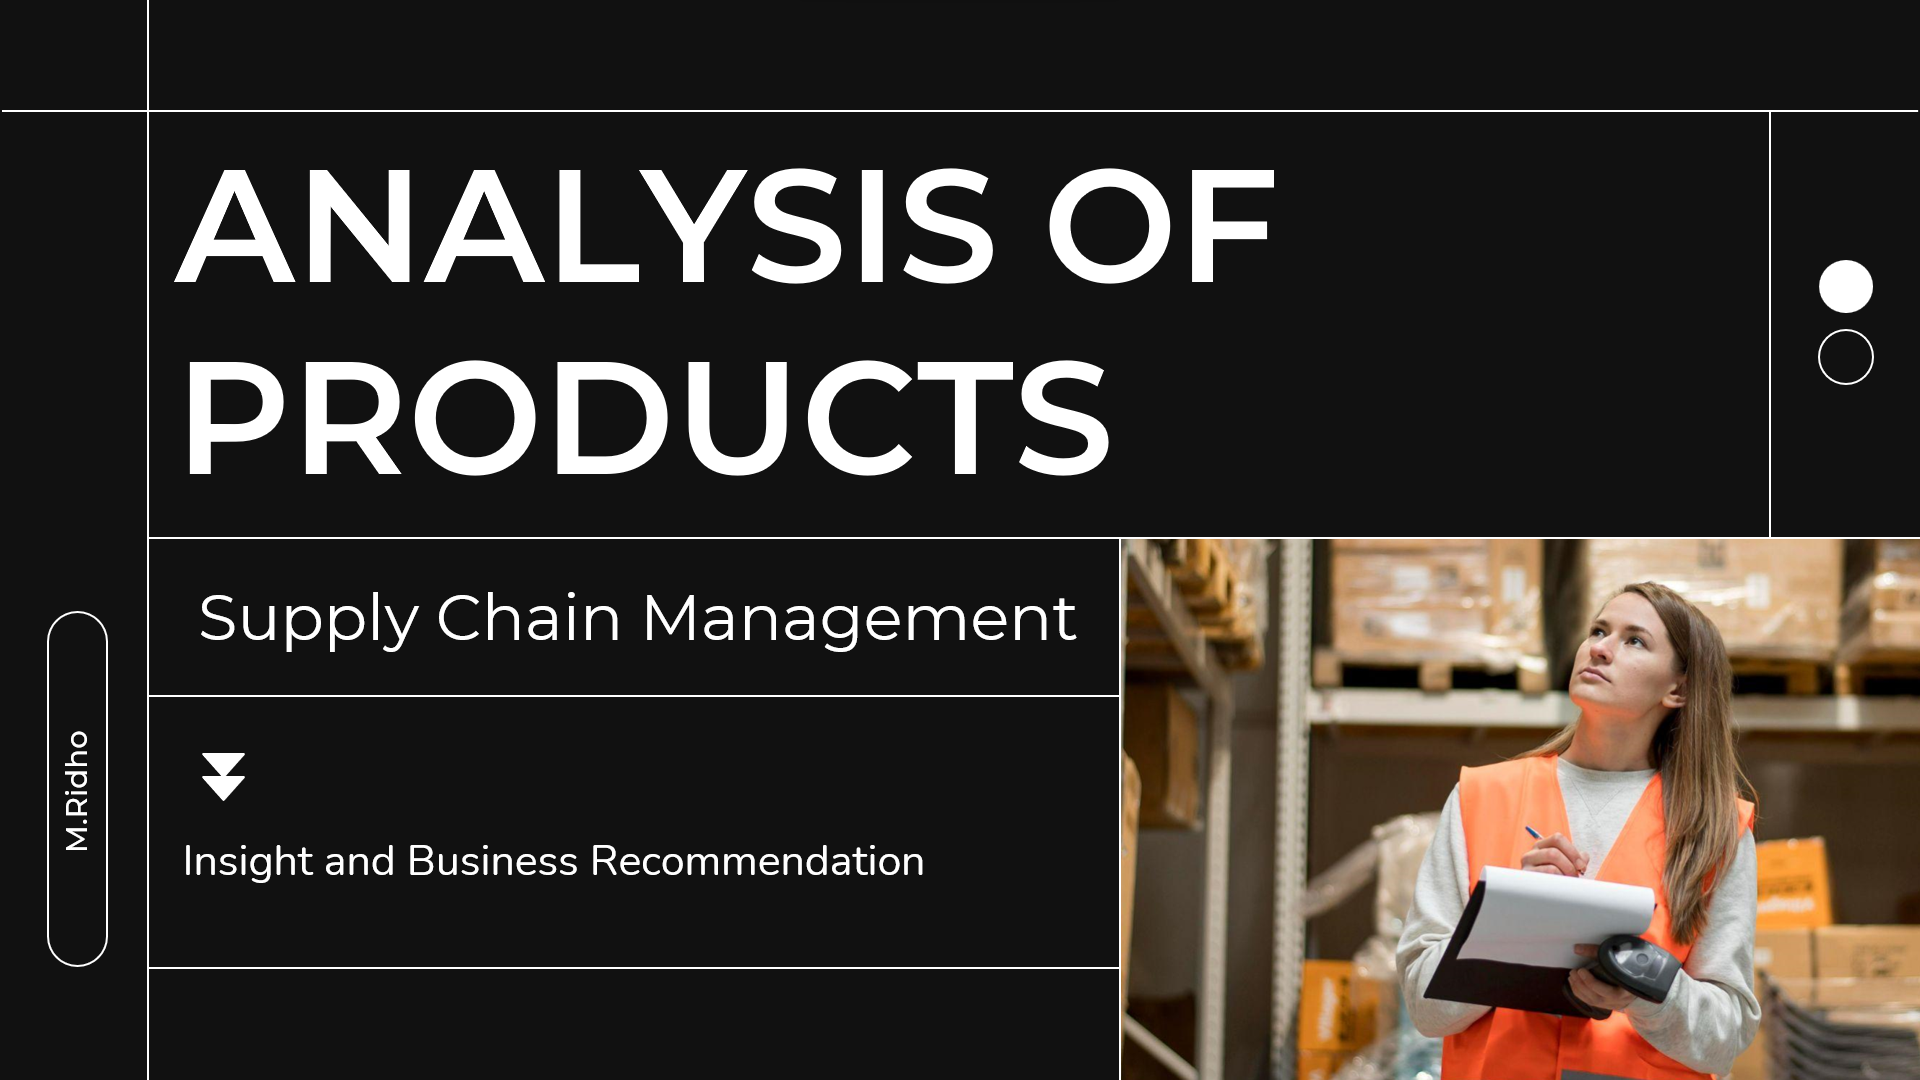 ANALYSIS OF
PRODUCTS
Supply Chain Management
Insight and Business Recommendation
M.Ridho